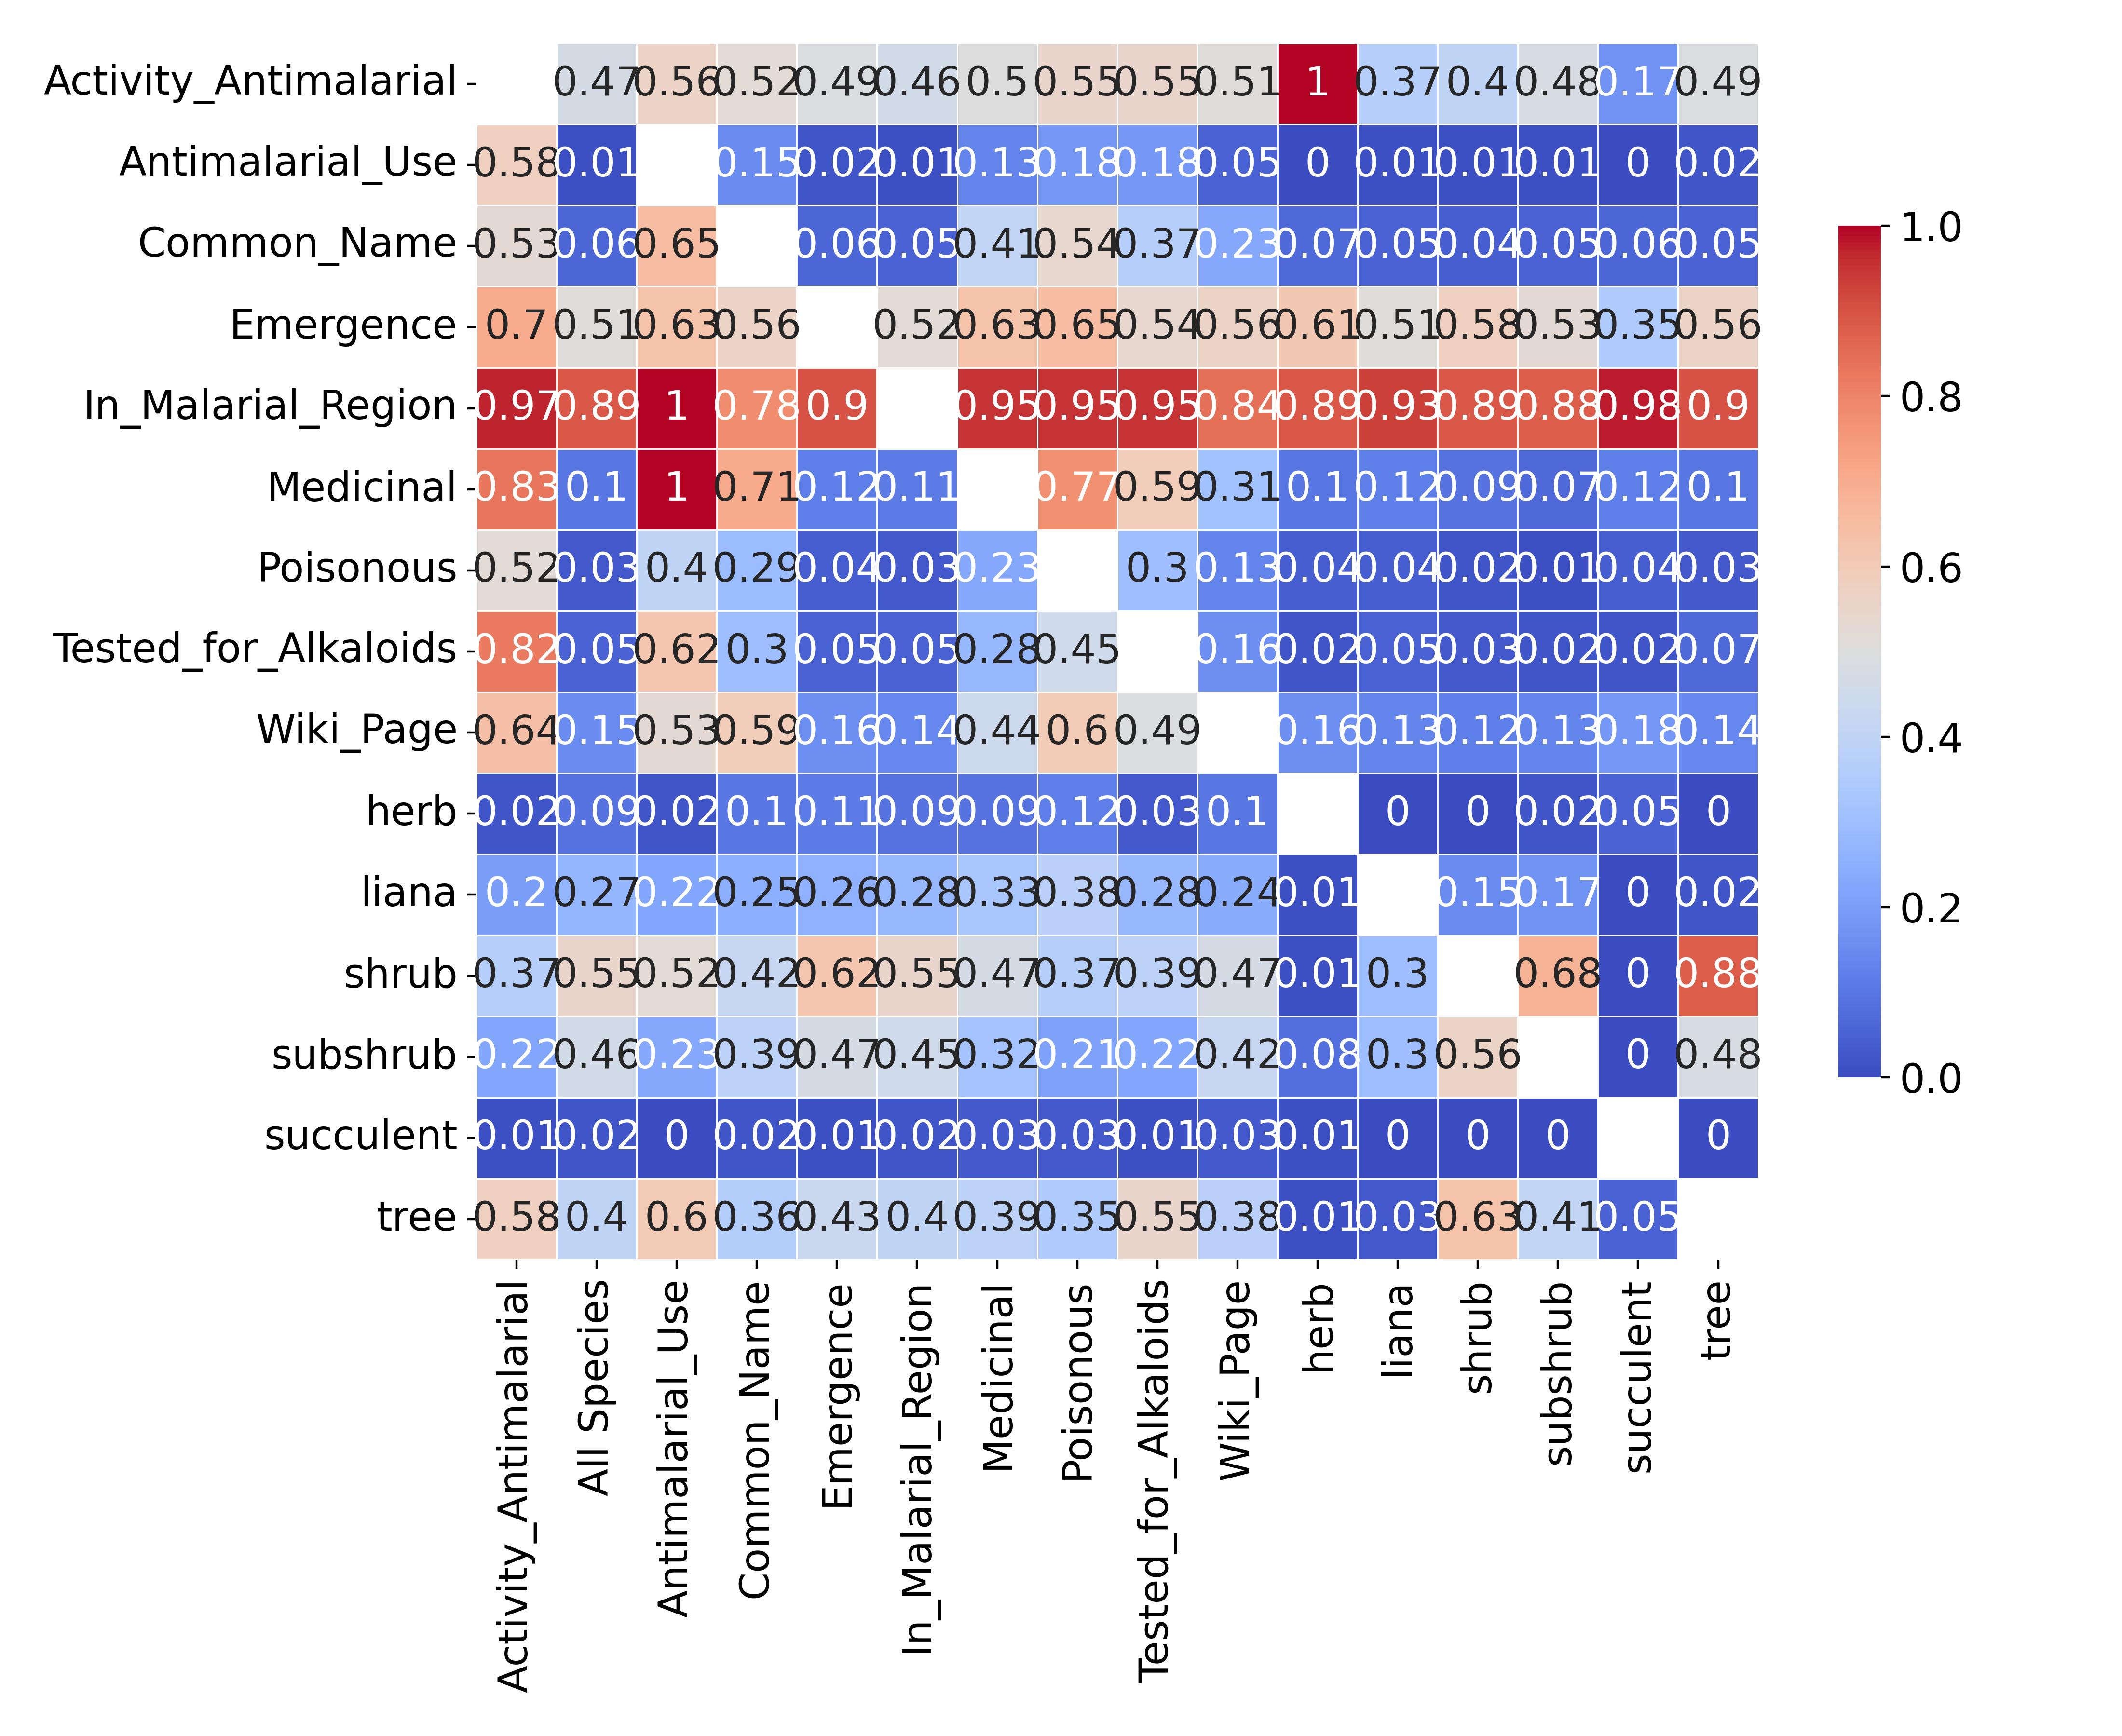 Activity_Antimalarial 0.47 0.56 0.52 0.49 0.46 0.5 0.55 0.55 0.51 1 0.37 0.4 0.48 0.17 0.49
Antimalarial_Use 0.58 0.01 0.15 0.02 0.01 0.13 0.18 0.18 0.05 0 0.01 0.01 0.01 0 0.02
Common_Name 0.53 0.06 0.65 0.06 0.05 0.41 0.54 0.37 0.23 0.07 0.05 0.04 0.05 0.06 0.05
Emergence 0.7 0.51 0.63 0.56 0.52 0.63 0.65 0.54 0.56 0.61 0.51 0.58 0.53 0.35 0.56
In_Malarial_Region 0.97 0.89 1 0.78 0.9 0.95 0.95 0.95 0.84 0.89 0.93 0.89 0.88 0.98 0.9
Medicinal 0.83 0.1 1 0.71 0.12 0.11 0.77 0.59 0.31 0.1 0.12 0.09 0.07 0.12 0.1
Poisonous 0.52 0.03 0.4 0.29 0.04 0.03 0.23 0.3 0.13 0.04 0.04 0.02 0.01 0.04 0.03
Tested_for_Alkaloids 0.82 0.05 0.62 0.3 0.05 0.05 0.28 0.45 0.16 0.02 0.05 0.03 0.02 0.02 0.07
Wiki_Page 0.64 0.15 0.53 0.59 0.16 0.14 0.44 0.6 0.49 0.16 0.13 0.12 0.13 0.18 0.14
herb 0.02 0.09 0.02 0.1 0.11 0.09 0.09 0.12 0.03 0.1 0 0 0.02 0.05 0
liana 0.2 0.27 0.22 0.25 0.26 0.28 0.33 0.38 0.28 0.24 0.01 0.15 0.17 0 0.02
shrub 0.37 0.55 0.52 0.42 0.62 0.55 0.47 0.37 0.39 0.47 0.01 0.3 0.68 0 0.88
subshrub 0.22 0.46 0.23 0.39 0.47 0.45 0.32 0.21 0.22 0.42 0.08 0.3 0.56 0 0.48
succulent 0.01 0.02 0 0.02 0.01 0.02 0.03 0.03 0.01 0.03 0.01 0 0 0 0
tree 0.58 0.4 0.6 0.36 0.43 0.4 0.39 0.35 0.55 0.38 0.01 0.03 0.63 0.41 0.05
Activity_Antimalarial
All Species
Antimalarial_Use
Common_Name
Emergence
In_Malarial_Region
Medicinal
Poisonous
Tested_for_Alkaloids
Wiki_Page
herb
liana
shrub
subshrub
succulent
tree
1.0
0.8
0.6
0.4
0.2
0.0